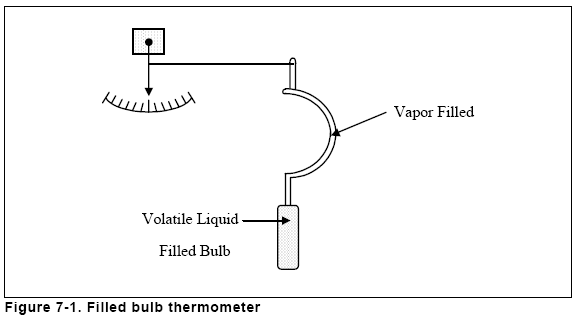 Vapor Filled
Volatile Liquid
Filled Bulb
Figure 7-1. Filled bulb thermometer